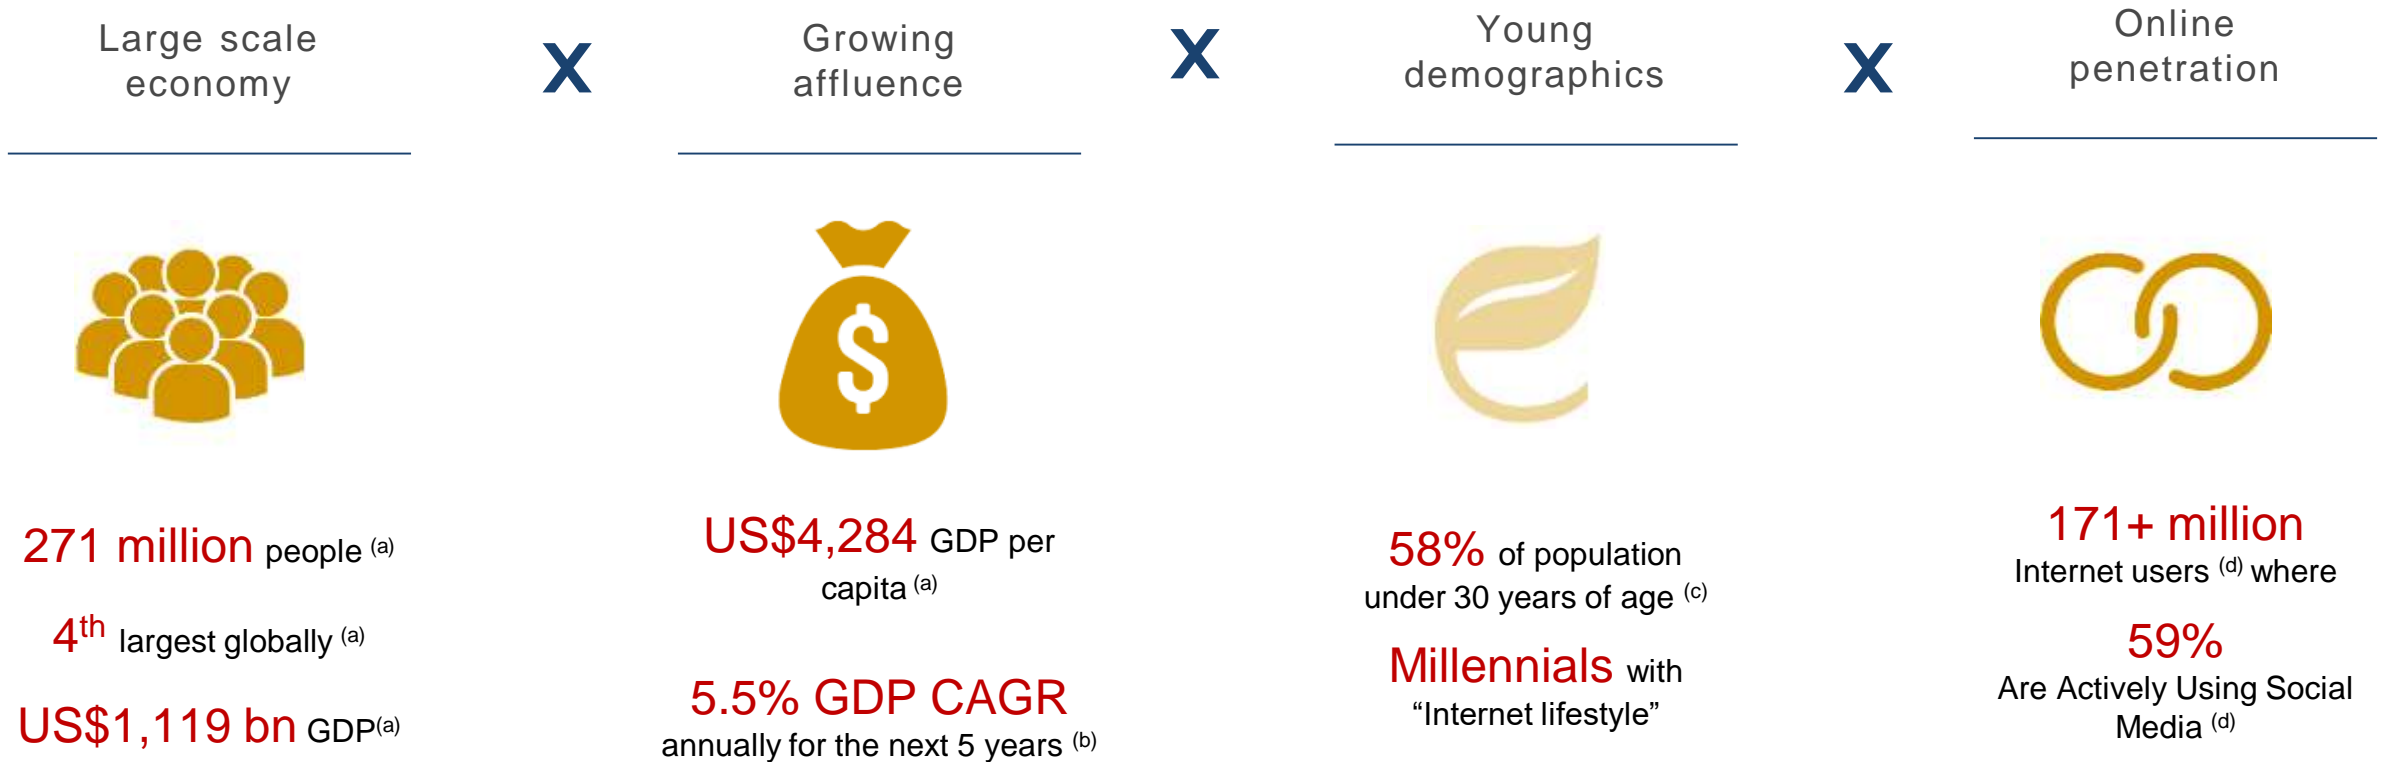 Large scale
economy
X
Growing
affluence
X
Young
demographics
X
Online
penetration
$
271 million people (a)
4th largest globally (a)
US$1,119 bn GDP(a)
US$4,284 GDP per
capita (a)
5.5% GDP CAGR
annually for the next 5 years (b)
58% of population
under 30 years of age (c)
Millennials with
“Internet lifestyle”
171+ million
Internet users (d) where
59%
Are Actively Using Social
Media (d)